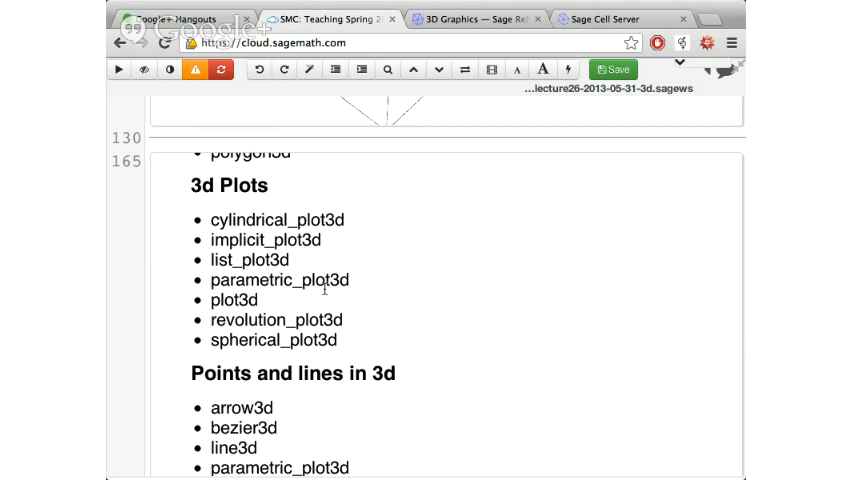 Google+ Hangouts SMC: Teaching Spring 2 3D Graphics — Sage Re Sage Cell Server
Google+
https://cloud.sagemath.com
A A Save
...lecture26-2013-05-31-3d.sagews
130
165
polygon3d
3d Plots
• cylindrical_plot3d
• implicit_plot3d
• list_plot3d
• parametric_plot3d
• plot3d
• revolution_plot3d
• spherical_plot3d
Points and lines in 3d
• arrow3d
• bezier3d
• line3d
• parametric_plot3d